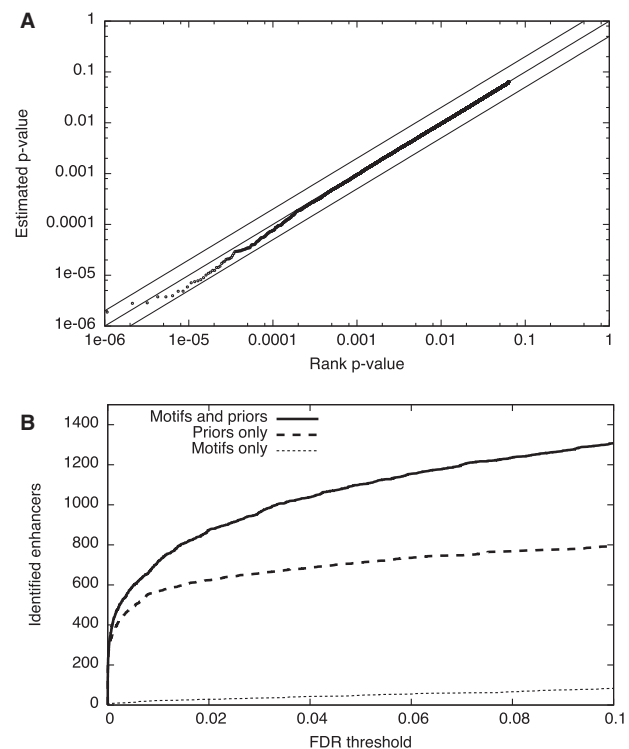 A
1
0.1
0.01
0.001
0.0001
1e-05
1e-06
Estimated p-value
1e-06 1e-05 0.0001 0.001 0.01 0.1 1
Rank p-value
B
1400
1200
1000
800
600
400
200
0
Identified enhancers
Motifs and priors
Priors only
Motifs only
0 0.02 0.04 0.06 0.08 0.1
FDR threshold